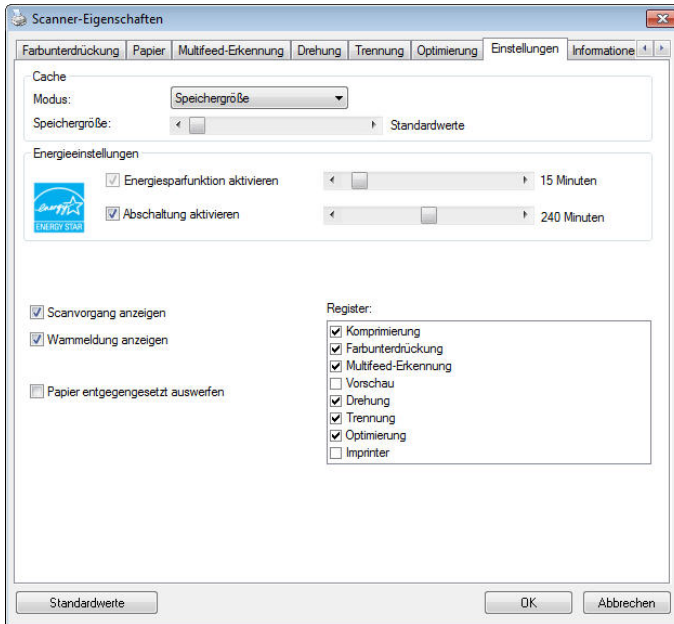 Scanner-Eigenschaften
Farbunterdrückung Papier Multifeed-Erkennung Drehung Trennung Optimierung Einstellungen Informatione
Cache
Modus: Speichergröße
Speichergröße: Standardwerte
Energieeinstellungen
Energiesparfunktion aktivieren 15 Minuten
Abschaltung aktivieren 240 Minuten
energy
ENERGY STAR
Scanvorgang anzeigen
Warnmeldung anzeigen
Papier entgegengesetzt auswerfen
Register:
Komprimierung
Farbunterdrückung
Multifeed-Erkennung
Vorschau
Drehung
Trennung
Optimierung
Imprinter
Standardwerte OK Abbrechen